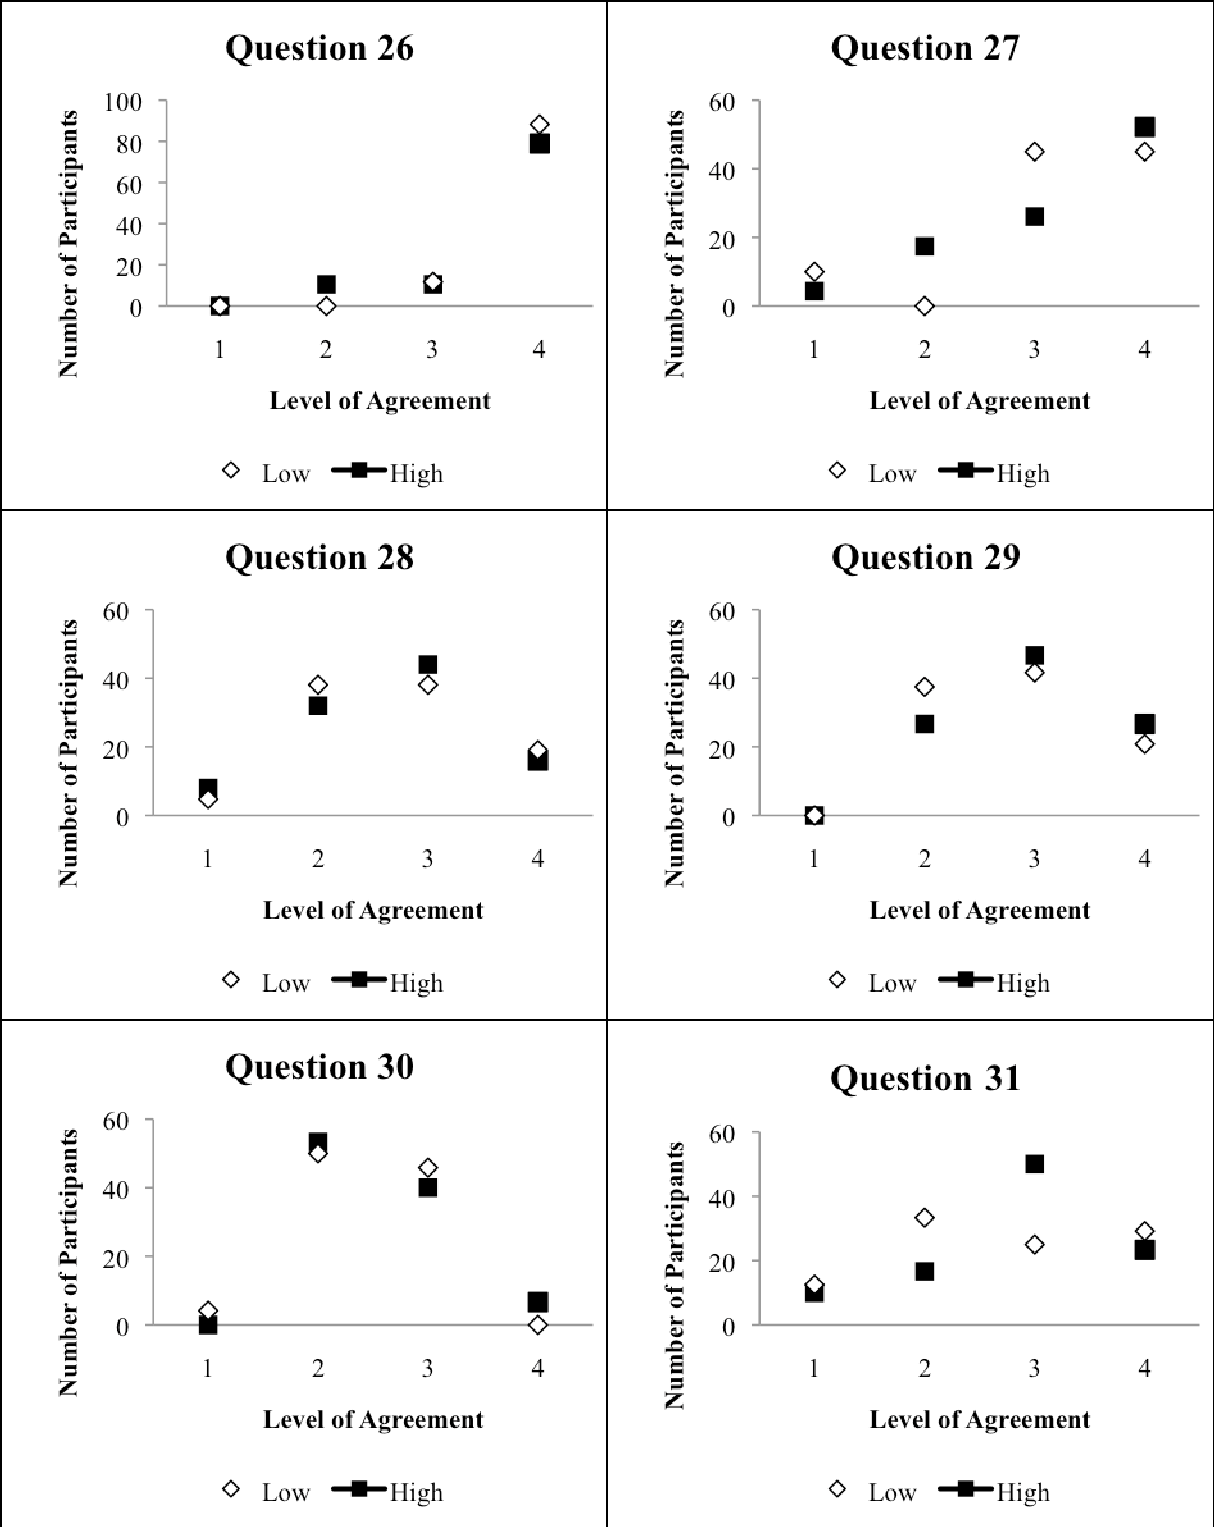 Question 26
Number of Participants
100
80
60
40
20
0
1 2 3 4
Level of Agreement
Low High
Question 27
Number of Participants
60
40
20
0
1 2 3 4
Level of Agreement
Low High
Question 28
Number of Participants
60
40
20
0
1 2 3 4
Level of Agreement
Low High
Question 29
Number of Participants
60
40
20
0
1 2 3 4
Level of Agreement
Low High
Question 30
Number of Participants
60
40
20
0
1 2 3 4
Level of Agreement
Low High
Question 31
Number of Participants
60
40
20
0
1 2 3 4
Level of Agreement
Low High